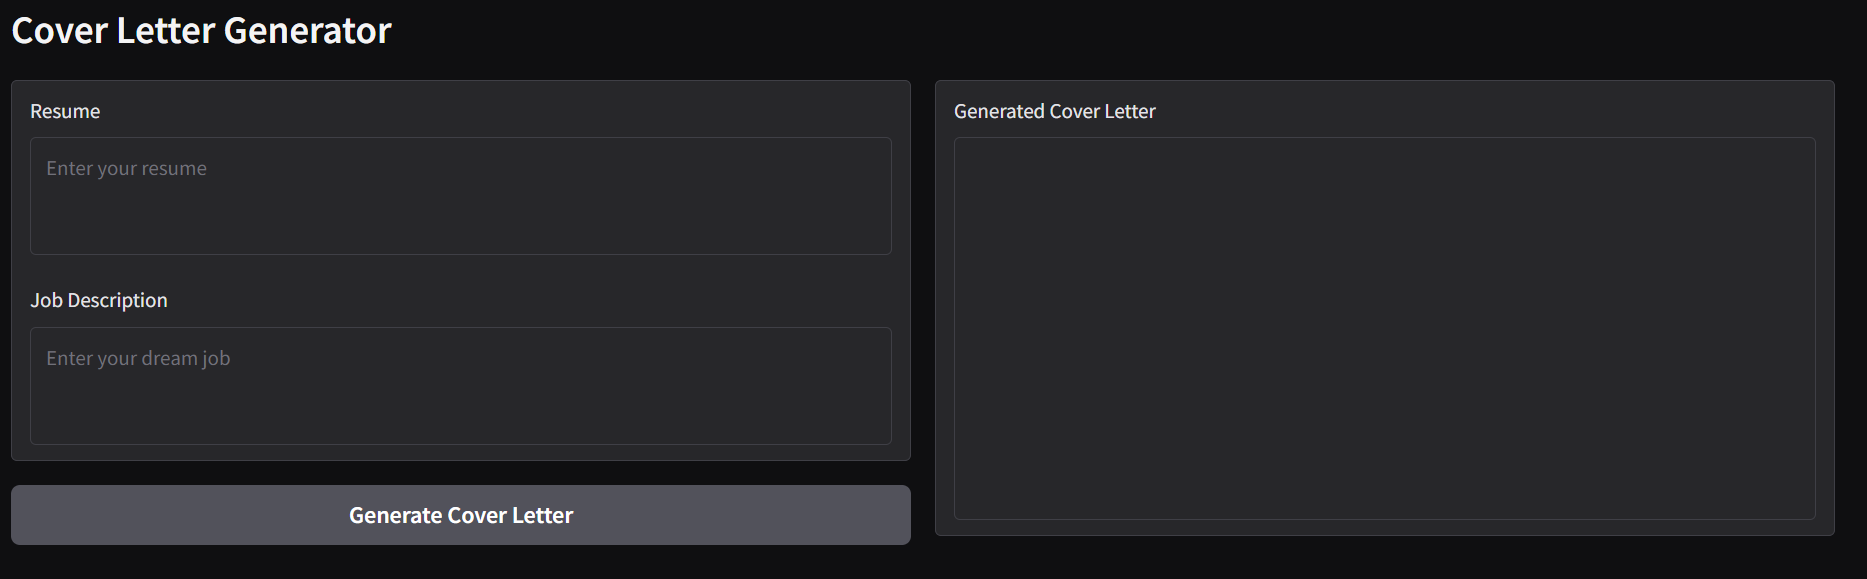 Cover Letter Generator
Resume
Enter your resume
Job Description
Enter your dream job
Generate Cover Letter
Generated Cover Letter